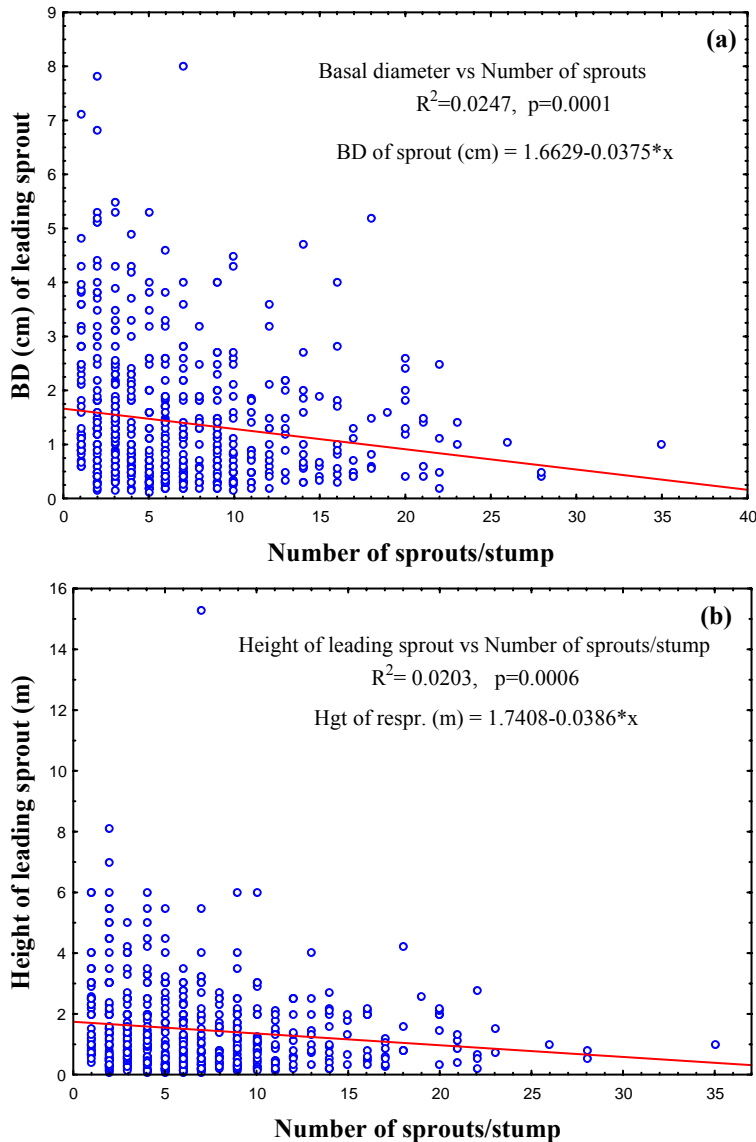 (a)
Basal diameter vs Number of sprouts
R²=0.0247, p=0.0001
BD of sprout (cm) = 1.6629-0.0375*x
BD (cm) of leading sprout
9
8
7
6
5
4
3
2
1
0
0 5 10 15 20 25 30 35 40
Number of sprouts/stump
(b)
Height of leading sprout vs Number of sprouts/stump
R²= 0.0203, p=0.0006
Hgt of respr. (m) = 1.7408-0.0386*x
Height of leading sprout (m)
16
14
12
10
8
6
4
2
0
0 5 10 15 20 25 30 35
Number of sprouts/stump